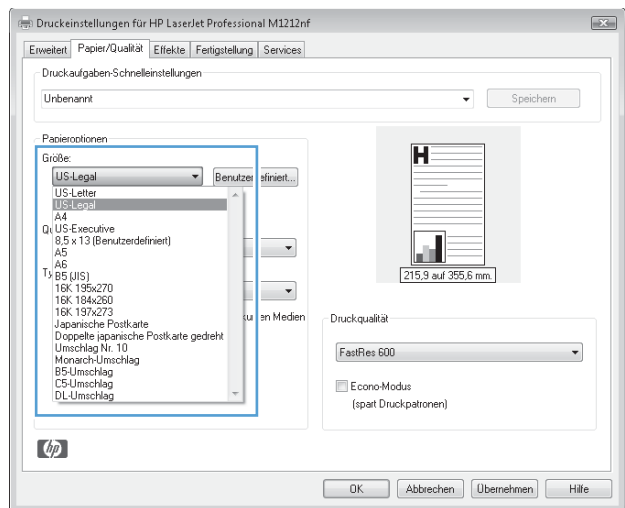 Druckeinstellungen für HP LaserJet Professional M1212nf
Erweitert Papier/Qualität Effekte Fertigstellung Services
Druckaufgaben-Schnelleinstellungen
Unbenannt
Speichern
Papieroptionen
Größe:
US-Legal
Benutzerdefiniert...
US-Letter
US-Legal
A4
US-Executive
8,5 x 13 (Benutzerdefiniert)
A5
A6
B5 (JIS)
16K 195x270
16K 184x260
16K 197x273
Japanische Postkarte
Doppelte japanische Postkarte gedreht
Umschlag Nr. 10
Monarch-Umschlag
B5-Umschlag
C5-Umschlag
DL-Umschlag
Medien
H
215,9 auf 355,6 mm.
Druckqualität
FastRes 600
Econo-Modus
(spart Druckpatronen)
hp
OK Abbrechen Übernehmen Hilfe